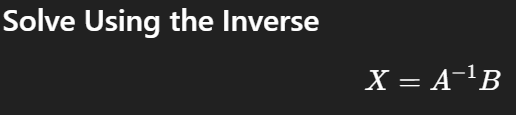 Solve Using the Inverse
X = A⁻¹B